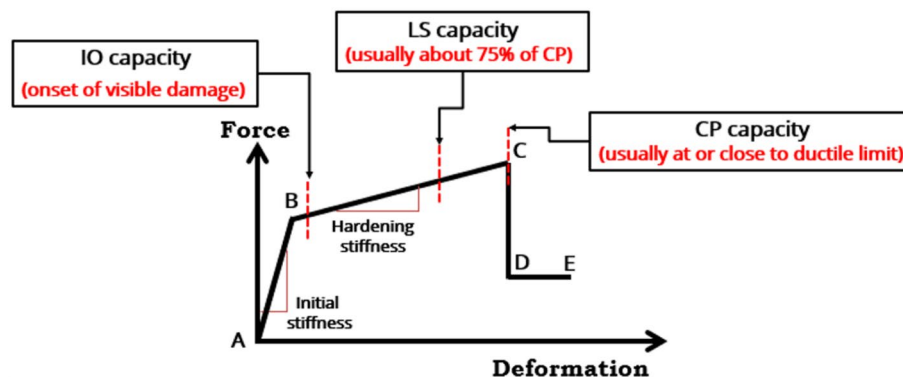 LS capacity
(usually about 75% of CP)
IO capacity
(onset of visible damage)
CP capacity
(usually at or close to ductile limit)
Force
C
B
Hardening
stiffness
D
E
Initial
stiffness
A
Deformation